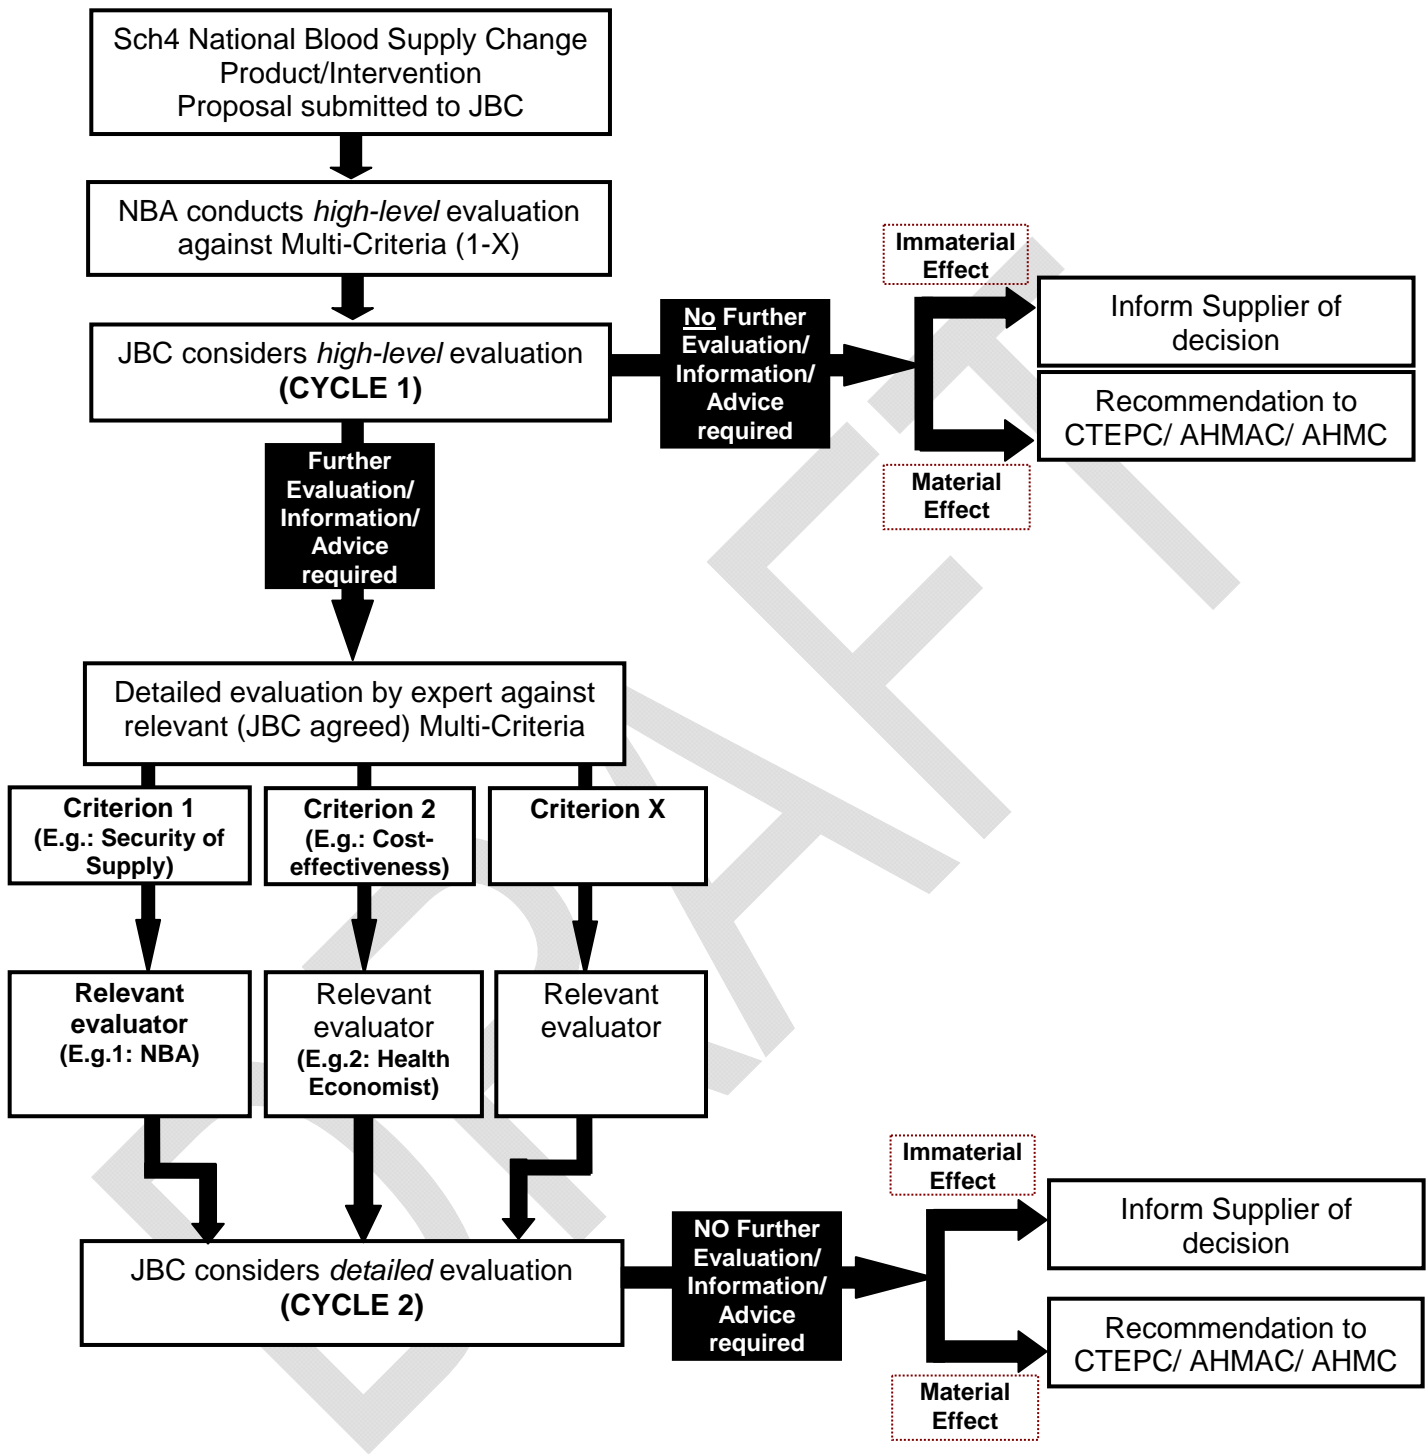 Sch4 National Blood Supply Change
Product/Intervention
Proposal submitted to JBC
NBA conducts high-level evaluation
against Multi-Criteria (1-X)
JBC considers high-level evaluation
(CYCLE 1)
No Further
Evaluation/
Information/
Advice
required
Immaterial
Effect
Inform Supplier of
decision
Recommendation to
CTEPC/ AHMAC/ AHMC
Material
Effect
Further
Evaluation/
Information/
Advice
required
Detailed evaluation by expert against
relevant (JBC agreed) Multi-Criteria
Criterion 1
(E.g.: Security of
Supply)
Criterion 2
(E.g.: Cost-
effectiveness)
Criterion X
Relevant
evaluator
(E.g.1: NBA)
Relevant
evaluator
(E.g.2: Health
Economist)
Relevant
evaluator
JBC considers detailed evaluation
(CYCLE 2)
NO Further
Evaluation/
Information/
Advice
required
Immaterial
Effect
Inform Supplier of
decision
Recommendation to
CTEPC/ AHMAC/ AHMC
Material
Effect
DRAFT